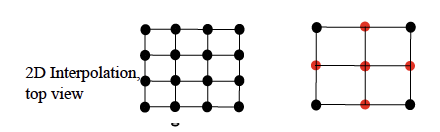 2D Interpolation,
top view